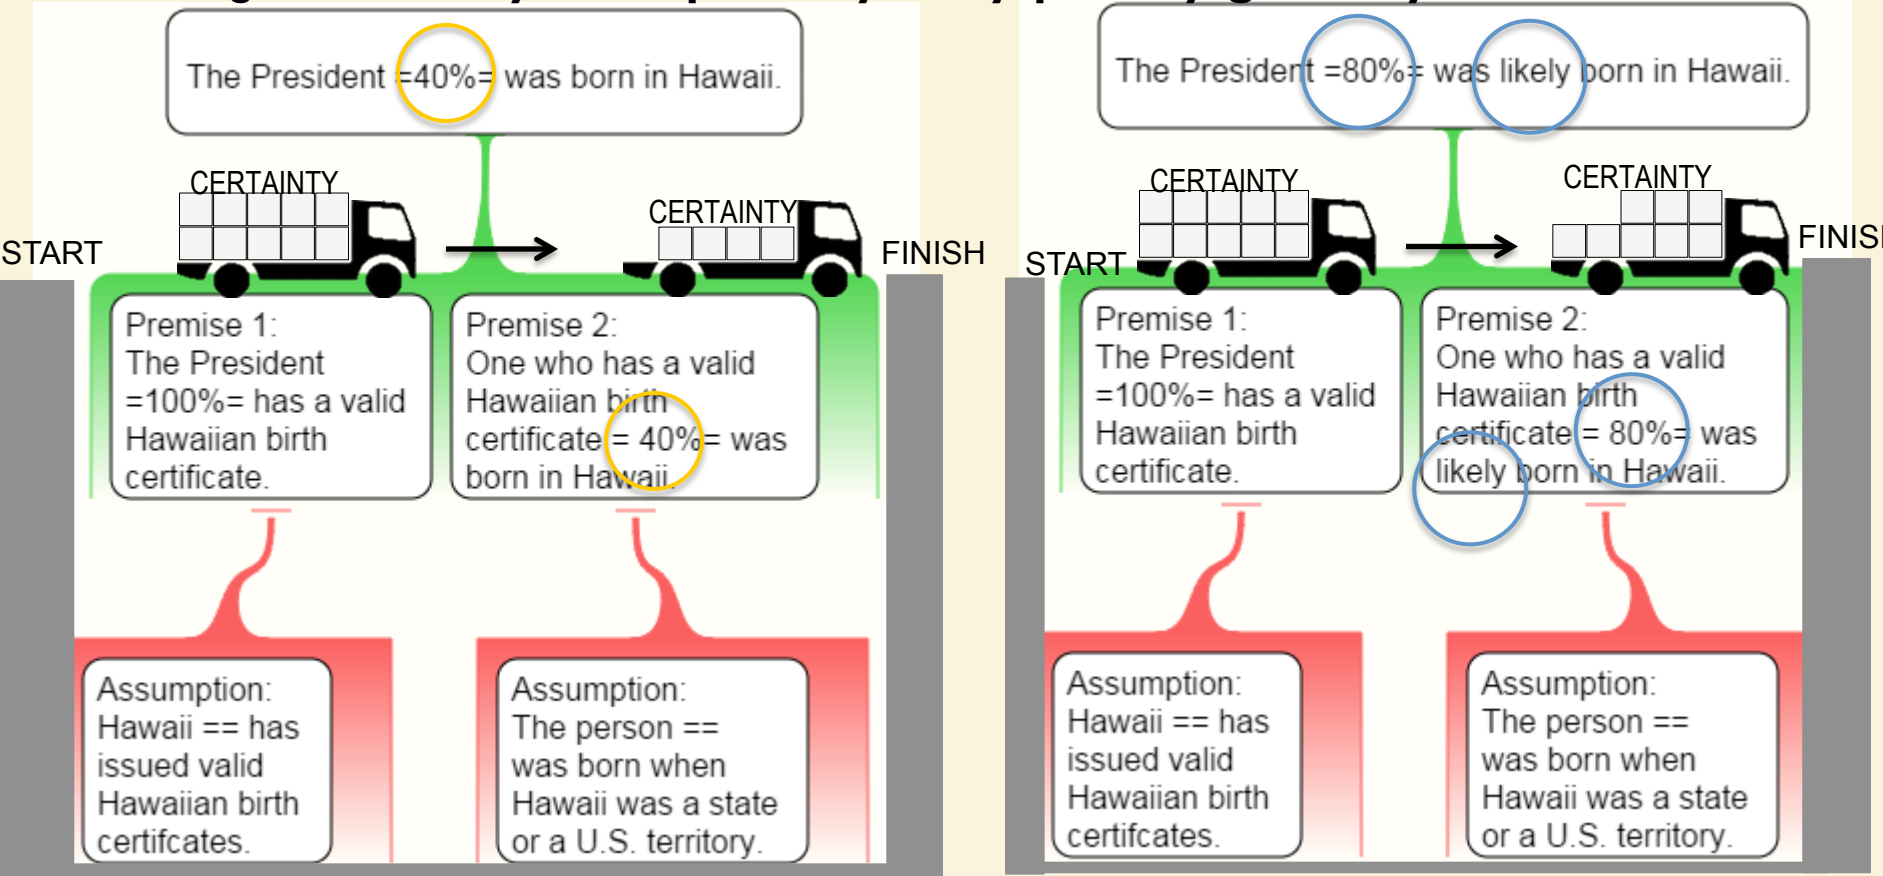 The President =40%= was born in Hawaii.
CERTAINTY
CERTAINTY
START
FINISH
Premise 1:
The President
=100%= has a valid
Hawaiian birth
certificate.
Premise 2:
One who has a valid
Hawaiian birth
certificate = 40%= was
born in Hawaii.
Assumption:
Hawaii == has
issued valid
Hawaiian birth
certifcates.
Assumption:
The person ==
was born when
Hawaii was a state
or a U.S. territory.
The President =80%= was likely born in Hawaii.
CERTAINTY
CERTAINTY
START
FINIS
Premise 1:
The President
=100%= has a valid
Hawaiian birth
certificate.
Premise 2:
One who has a valid
Hawaiian birth
certificate = 80%= was
likely born in Hawaii.
Assumption:
Hawaii == has
issued valid
Hawaiian birth
certifcates.
Assumption:
The person ==
was born when
Hawaii was a state
or a U.S. territory.